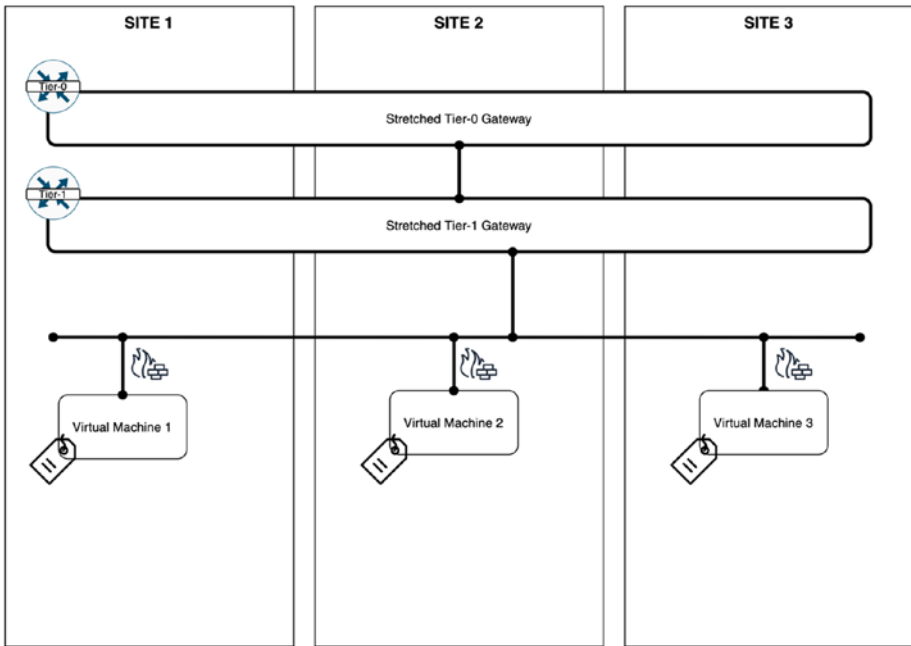 SITE 1
SITE 2
SITE 3
Tier-0
Stretched Tier-0 Gateway
Tier-1
Stretched Tier-1 Gateway
Virtual Machine 1
Virtual Machine 2
Virtual Machine 3